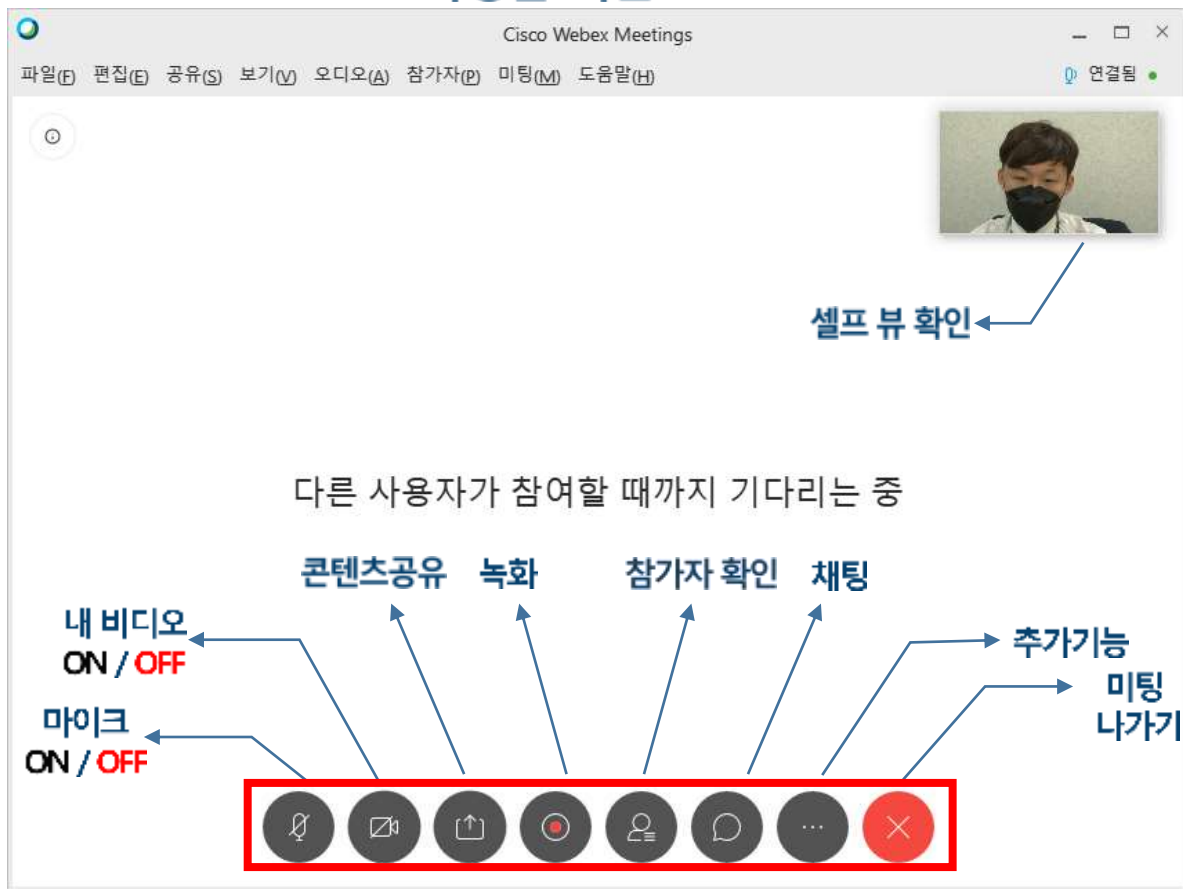 Cisco Webex Meetings
파일(F) 편집(E) 공유(S) 보기(V) 오디오(A) 참가자(P) 미팅(M) 도움말(H) 연결됨
셀프 뷰 확인
다른 사용자가 참여할 때까지 기다리는 중
콘텐츠공유 녹화 참가자 확인 채팅
내 비디오
ON / OFF
추가기능
미팅
나가기
마이크
ON / OFF